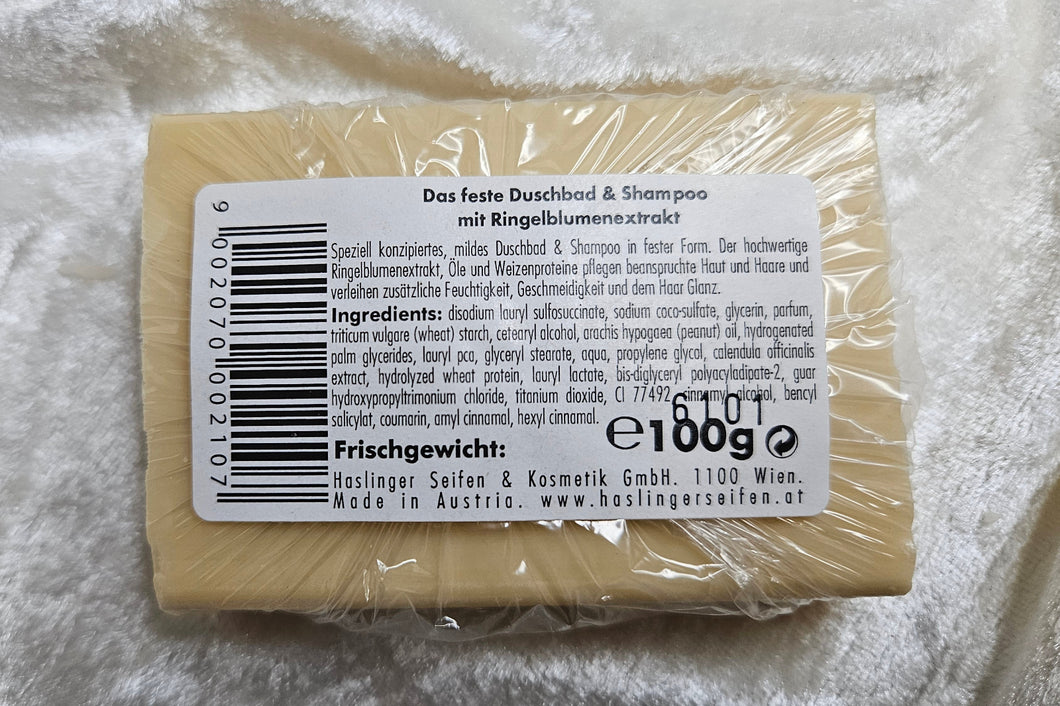 Das feste Duschbad & Shampoo
mit Ringelblumenextrakt
Speziell konzipiertes, mildes Duschbad & Shampoo in fester Form. Der hochwertige
Ringelblumenextrakt, Öle und Weizenproteine pflegen beanspruchte Haut und Haare und
verleihen zusätzliche Feuchtigkeit, Geschmeidigkeit und dem Haar Glanz.
Ingredients: disodium lauryl sulfosuccinate, sodium coco-sulfate, glycerin, parfum,
triticum vulgare (wheat) starch, cetearyl alcohol, arachis hypogaea (peanut) oil, hydrogenated
palm glycerides, lauryl pca, glyceryl stearate, aqua, propylene glycol, calendula officinalis
extract, hydrolyzed wheat protein, lauryl lactate, bis-diglyceryl polyacyladipate-2, guar
hydroxypropyltrimonium chloride, titanium dioxide, CI 77492, cinnamyl alcohol, bencyl
salicylat, coumarin, amyl cinnamal, hexyl cinnamal.
6101
Frischgewicht: ℮100g
Haslinger Seifen & Kosmetik GmbH. 1100 Wien.
Made in Austria. www.haslingerseifen.at
9 002070 002107